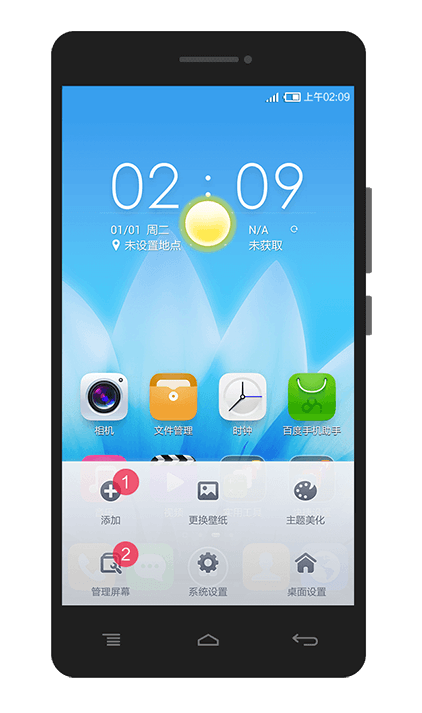 上午02:09
02:09
01/01 周二 N/A
未设置地点 未获取
相机 文件管理 时钟 百度手机助手
1
添加 更换壁纸 主题美化
2
管理屏幕 系统设置 桌面设置